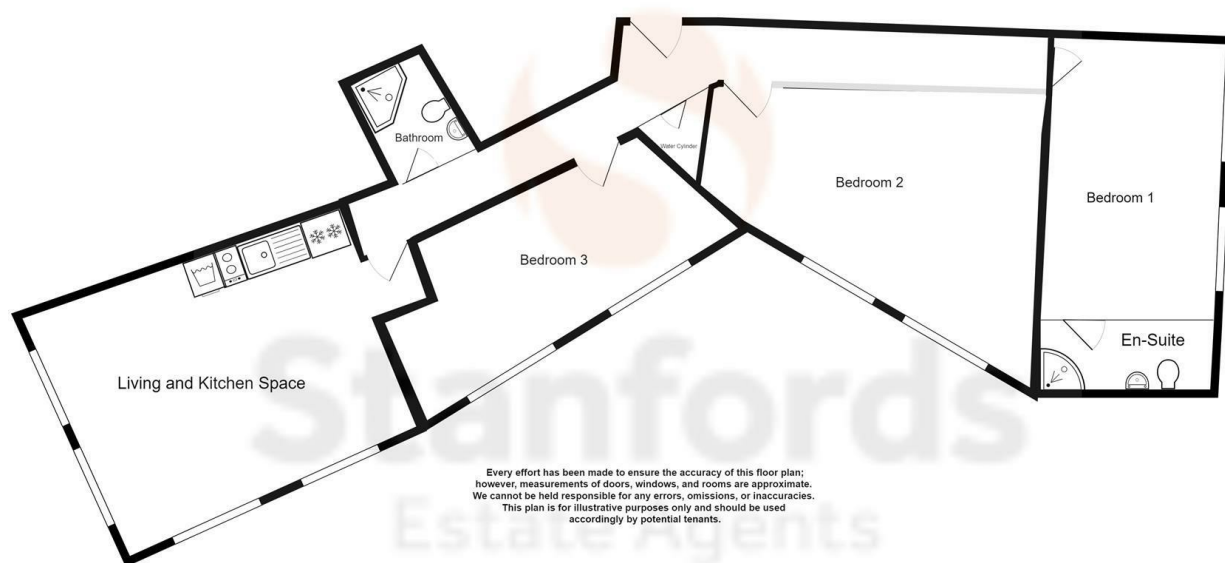 Bathroom
Water Cylinder
Bedroom 2
Bedroom 1
Bedroom 3
En-Suite
Living and Kitchen Space
Stanfords
Estate Agents
Every effort has been made to ensure the accuracy of this floor plan;
however, measurements of doors, windows, and rooms are approximate.
We cannot be held responsible for any errors, omissions, or inaccuracies.
This plan is for illustrative purposes only and should be used
accordingly by potential tenants.